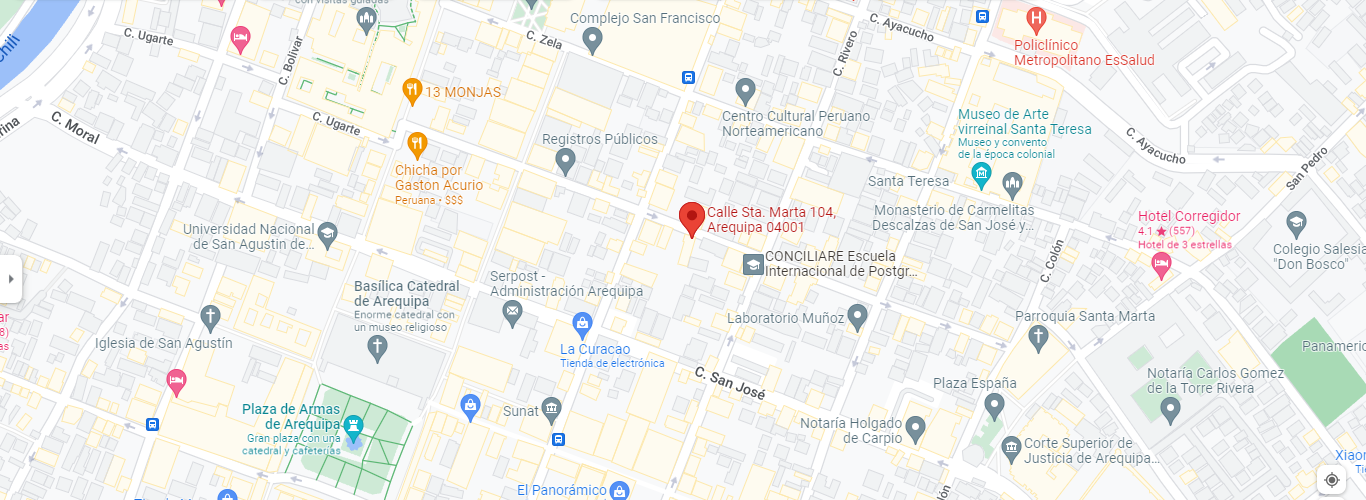 con visitas guiadas
Complejo San Francisco
C. Ayacucho
Policlínico
Metropolitano EsSalud
Chili
C. Ugarte
C. Bolívar
C. Zela
C. Rivero
13 MONJAS
C. Ugarte
C. Moral
Centro Cultural Peruano
Norteamericano
Museo de Arte
virreinal Santa Teresa
Museo y convento
de la época colonial
C. Ayacucho
Registros Públicos
Chicha por
Gaston Acurio
Peruana • $$$
Santa Teresa
San Pedro
Monasterio de Carmelitas
Descalzas de San José y...
Calle Sta. Marta 104,
Arequipa 04001
Hotel Corregidor
4.1 ★ (557)
Hotel de 3 estrellas
Universidad Nacional
de San Agustin de...
C. Colón
Colegio Salesia
"Don Bosco"
CONCILIARE Escuela
Internacional de Postgr...
Serpost -
Administración Arequipa
Basílica Catedral
de Arequipa
Enorme catedral con
un museo religioso
Laboratorio Muñoz
Parroquia Santa Marta
Iglesia de San Agustín
La Curacao
Tienda de electrónica
Panameric
C. San José
Plaza España
Notaría Carlos Gomez
de la Torre Rivera
Plaza de Armas
de Arequipa
Gran plaza con una
catedral y cafeterías
Sunat
Notaría Holgado
de Carpio
Corte Superior de
Justicia de Arequipa...
Xiaom
El Panorámico
Colón